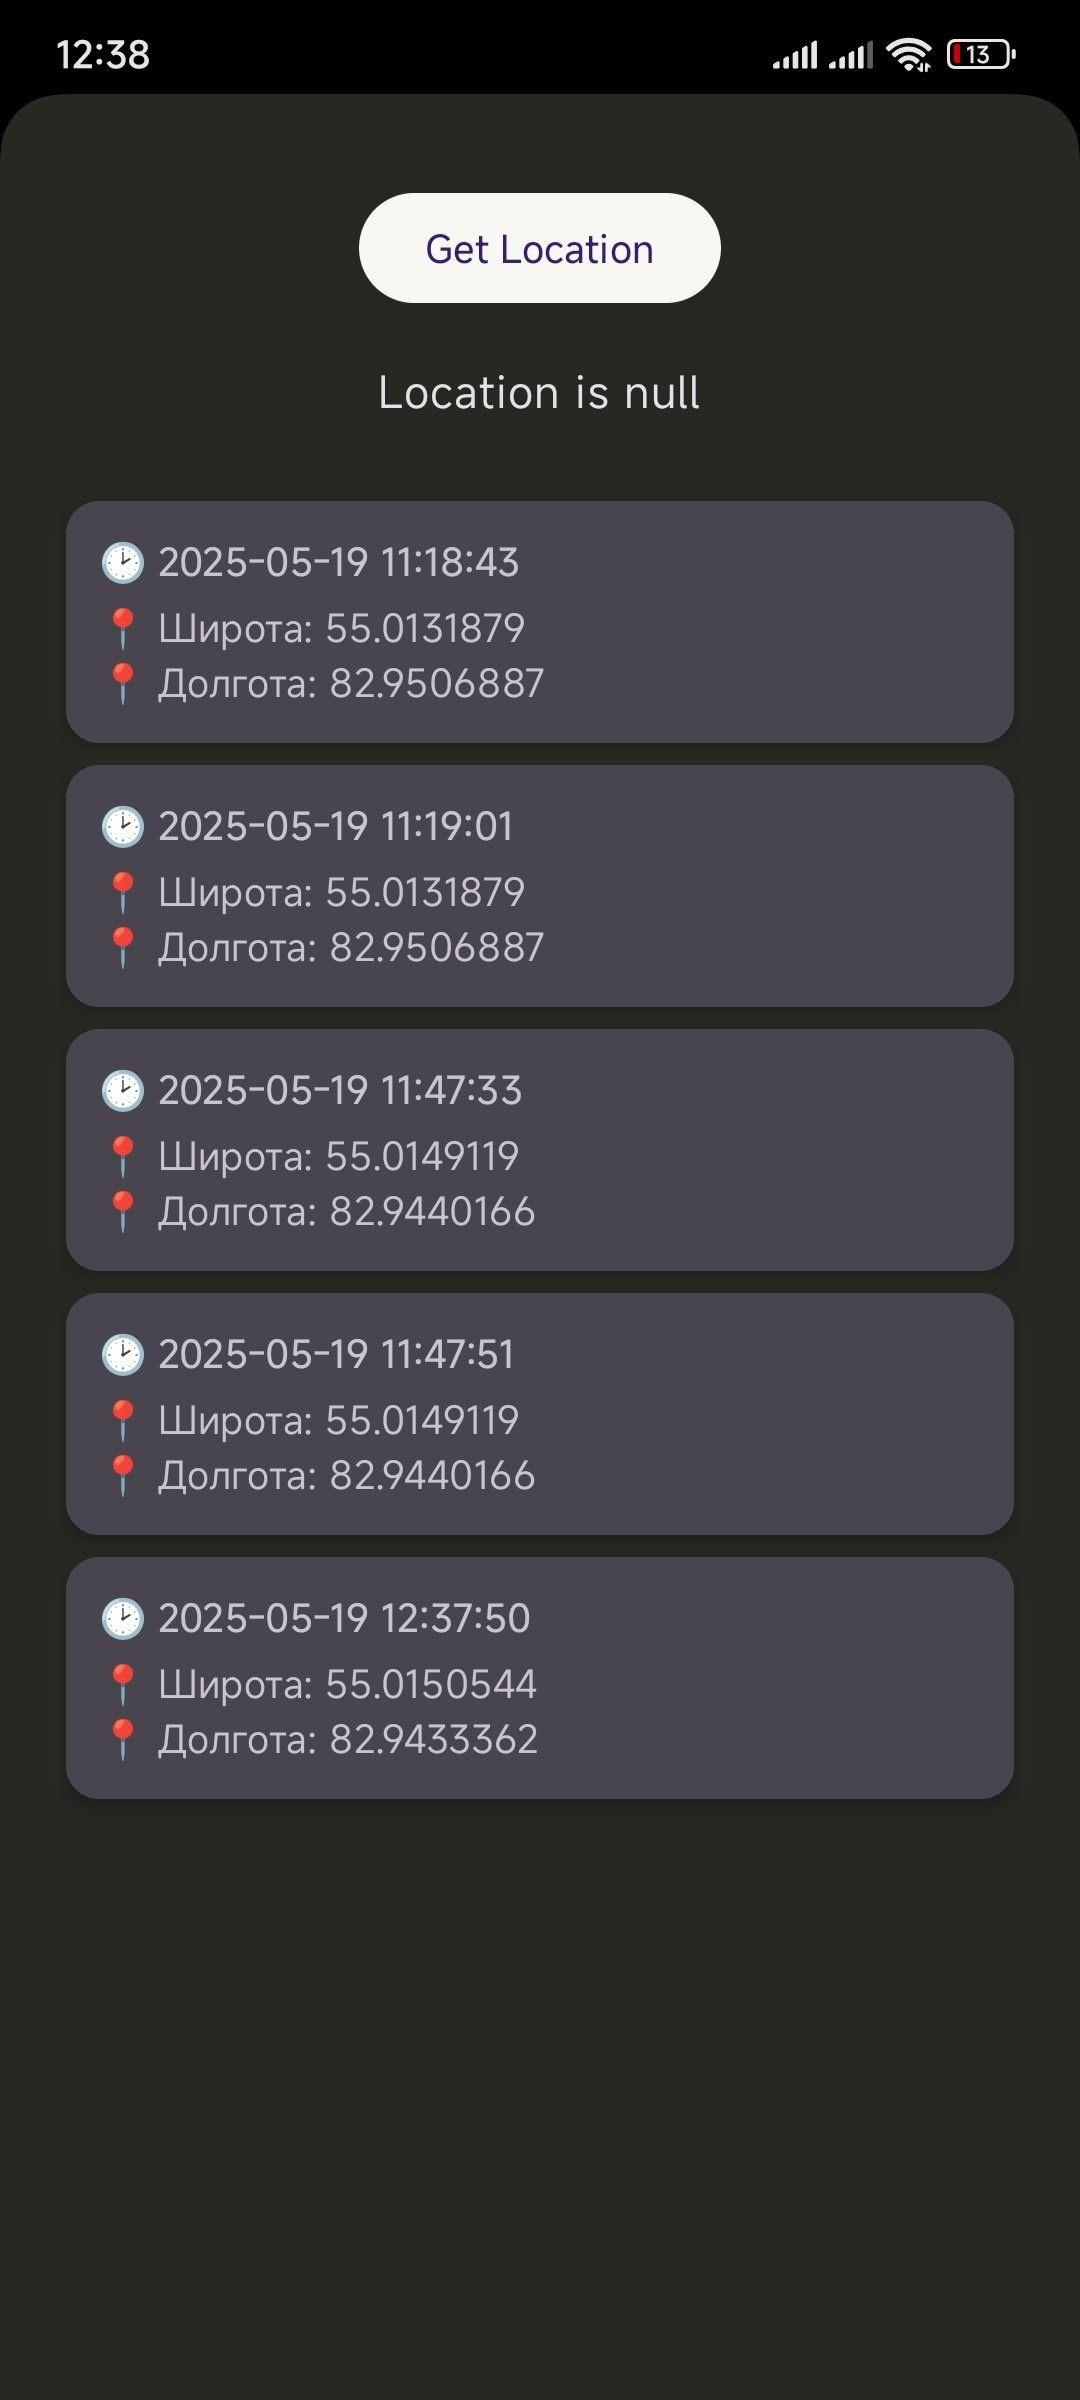 12:38
13
Get Location
Location is null
🕑 2025-05-19 11:18:43
📍 Широта: 55.0131879
📍 Долгота: 82.9506887
🕑 2025-05-19 11:19:01
📍 Широта: 55.0131879
📍 Долгота: 82.9506887
🕑 2025-05-19 11:47:33
📍 Широта: 55.0149119
📍 Долгота: 82.9440166
🕑 2025-05-19 11:47:51
📍 Широта: 55.0149119
📍 Долгота: 82.9440166
🕑 2025-05-19 12:37:50
📍 Широта: 55.0150544
📍 Долгота: 82.9433362